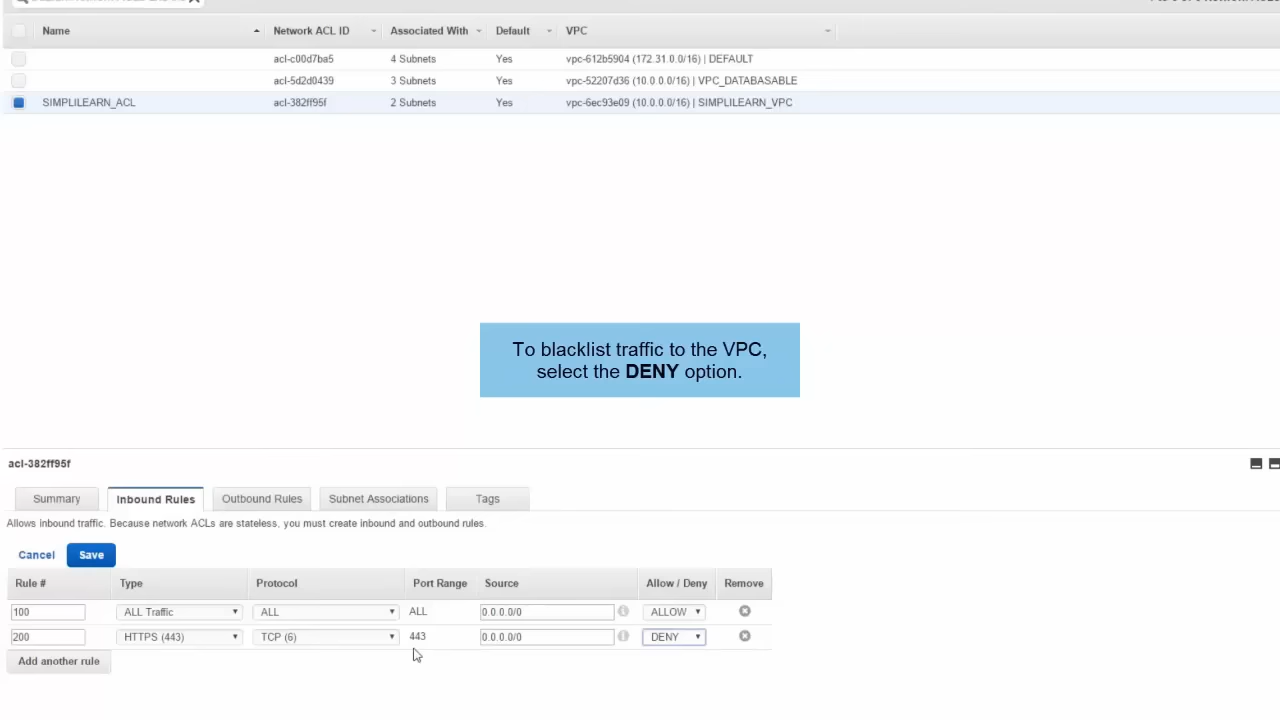 Name Network ACL ID Associated With Default VPC
acl-c00d7ba5 4 Subnets Yes vpc-612b5904 (172.31.0.0/16) | DEFAULT
acl-5d2d0439 3 Subnets Yes vpc-52207d36 (10.0.0.0/16) | VPC_DATABASABLE
SIMPLILEARN_ACL acl-382ff95f 2 Subnets Yes vpc-6ec93e09 (10.0.0.0/16) | SIMPLILEARN_VPC
To blacklist traffic to the VPC,
select the DENY option.
acl-382ff95f
Summary Inbound Rules Outbound Rules Subnet Associations Tags
Allows inbound traffic. Because network ACLs are stateless, you must create inbound and outbound rules.
Cancel Save
Rule # Type Protocol Port Range Source Allow / Deny Remove
100 ALL Traffic ALL ALL 0.0.0.0/0 ALLOW
200 HTTPS (443) TCP (6) 443 0.0.0.0/0 DENY
Add another rule